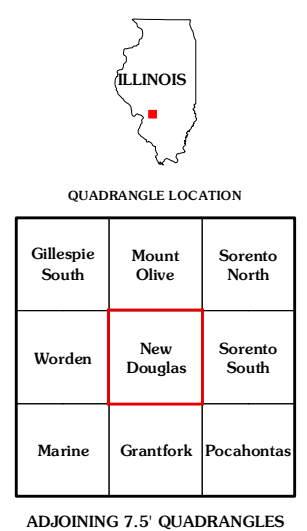 ILLINOIS
QUADRANGLE LOCATION
Gillespie
South
Mount
Olive
Sorento
North
Worden
New
Douglas
Sorento
South
Marine
Grantfork
Pocahontas
ADJOINING 7.5' QUADRANGLES